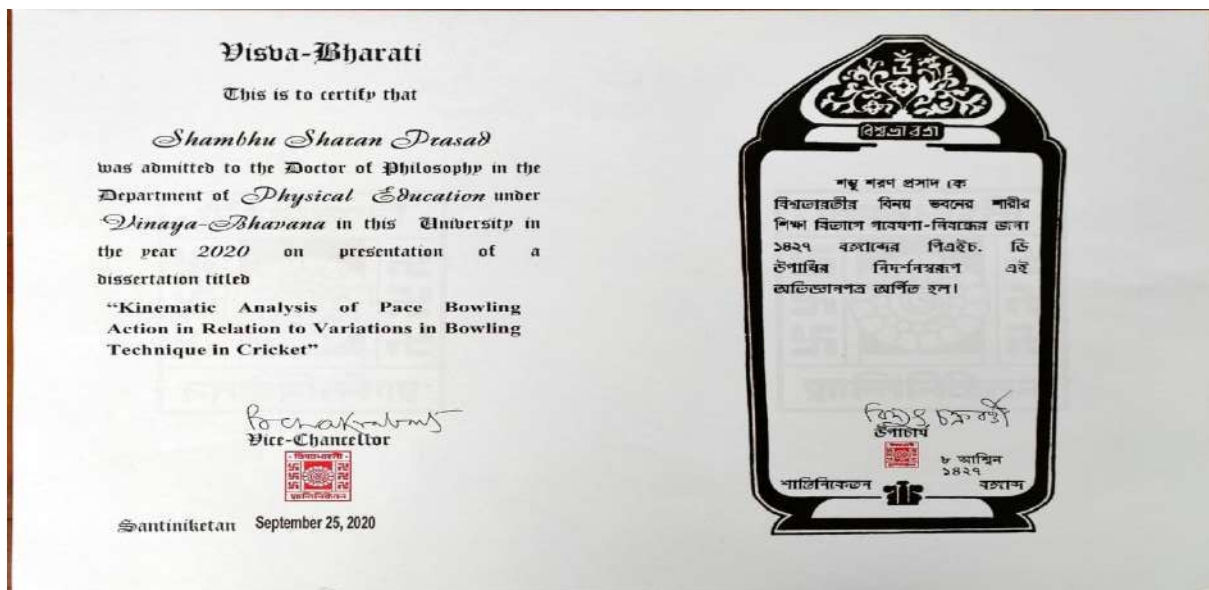 Visva-Bharati
This is to certify that
Shambhu Sharan Prasad
was admitted to the Doctor of Philosophy in the
Department of Physical Education under
Vinaya-Bhavana in this University in
the year 2020 on presentation of a
dissertation titled
“Kinematic Analysis of Pace Bowling
Action in Relation to Variations in Bowling
Technique in Cricket”
Vice-Chancellor
Santiniketan September 25, 2020
বিশ্বভারতী
শম্ভু শরণ প্রসাদ কে
বিশ্বভারতীর বিনয় ভবনের শারীর
শিক্ষা বিভাগে গবেষণা-নিবন্ধের জন্য
১৪২৭ বঙ্গাব্দের পিএইচ. ডি
উপাধির নিদর্শনস্বরূপ এই
অভিজ্ঞানপত্র অর্পিত হল।
বিদ্যুৎ চক্রবর্তী
উপাচার্য
৮ আশ্বিন
১৪২৭
শান্তিনিকেতন বঙ্গাব্দ